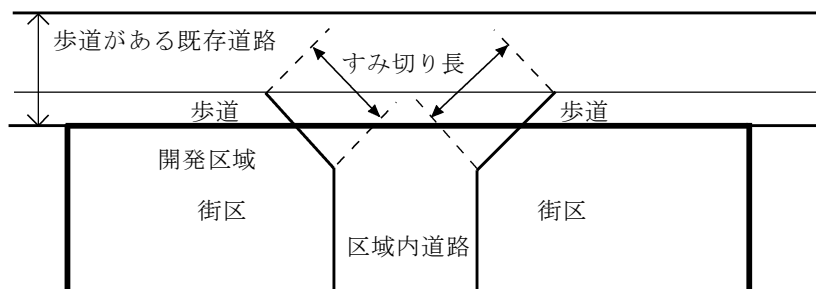 歩道がある既存道路
すみ切り長
歩道
歩道
開発区域
街区
街区
区域内道路